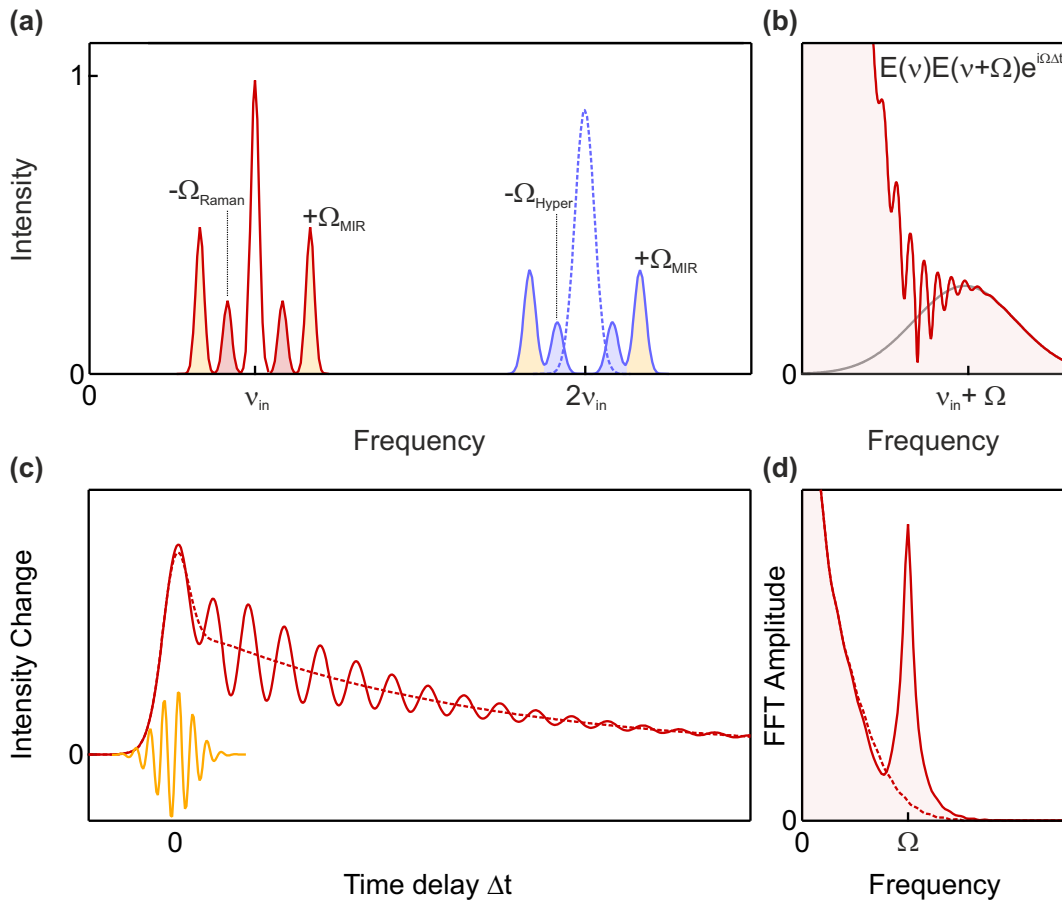 (a)
1
Intensity
0
-Ω_Raman
+Ω_MIR
-Ω_Hyper
+Ω_MIR
0
ν_in
2ν_in
Frequency
(b)
E(ν)E(ν+Ω)e^iΩΔt
0
ν_in + Ω
Frequency
(c)
Intensity Change
0
0
Time delay Δt
(d)
FFT Amplitude
0
0
Ω
Frequency